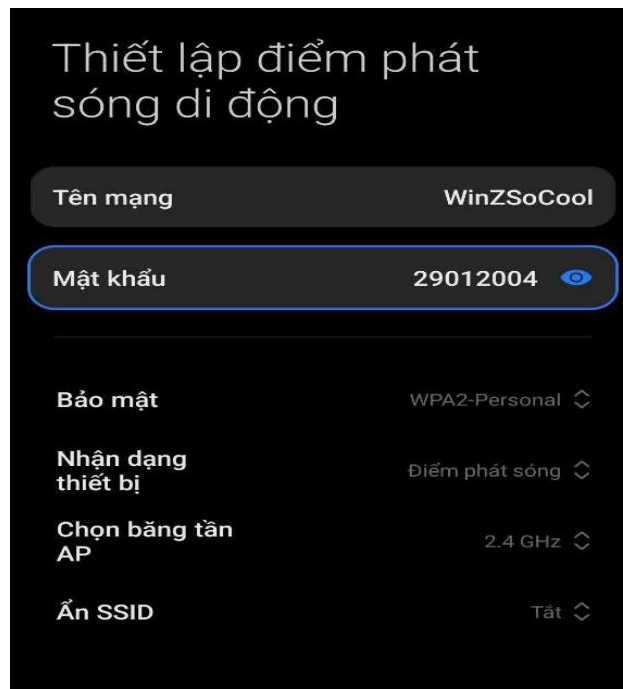 Thiết lập điểm phát
sóng di động
Tên mạng WinZSoCool
Mật khẩu 29012004
Bảo mật WPA2-Personal
Nhận dạng
thiết bị Điểm phát sóng
Chọn băng tần
AP 2.4 GHz
Ẩn SSID Tắt